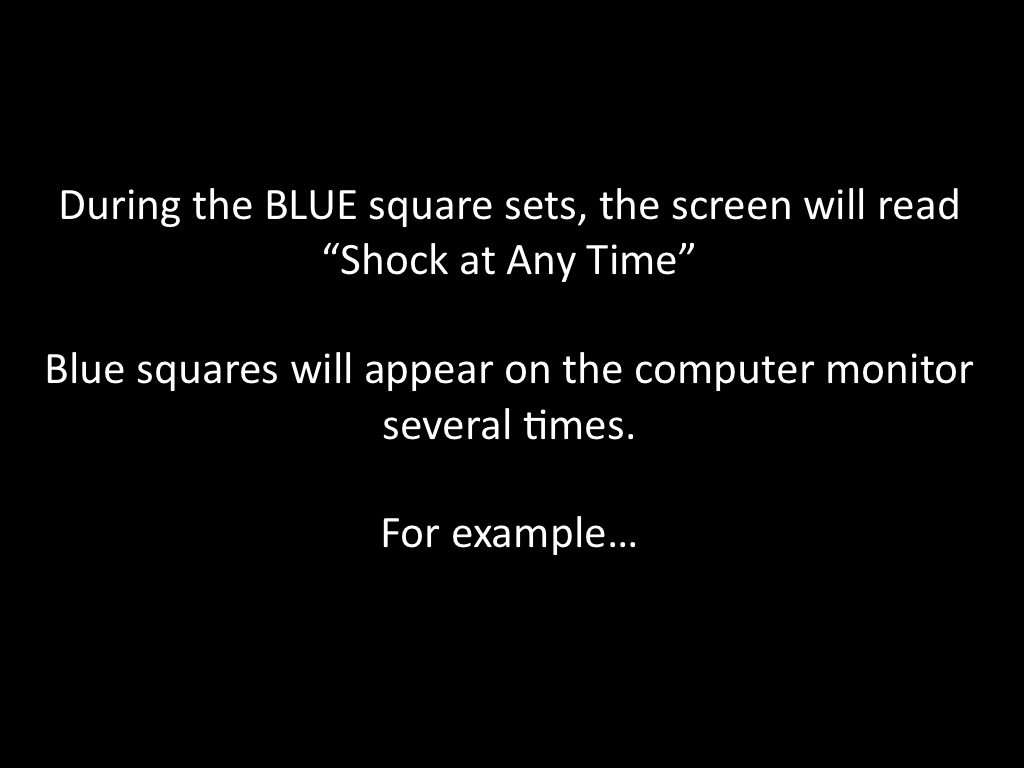 During the BLUE square sets, the screen will read
“Shock at Any Time”
Blue squares will appear on the computer monitor
several times.
For example…